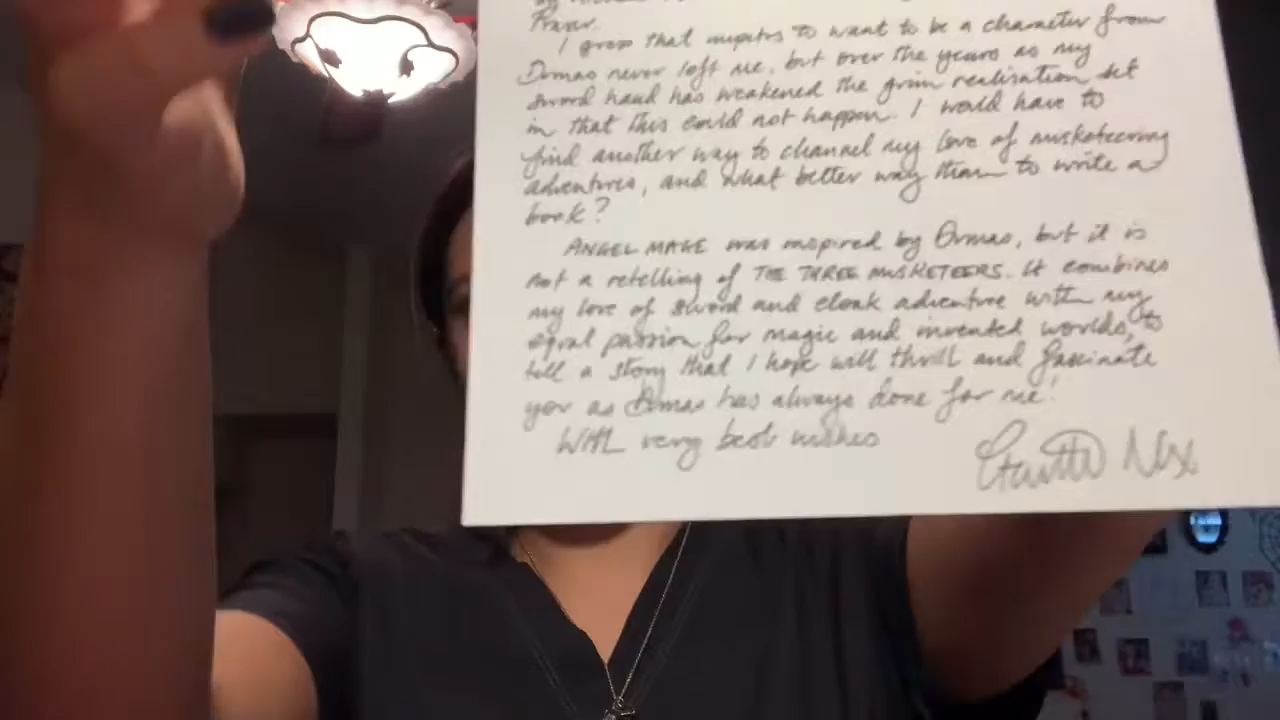 by
I grew that                to want to be a character from
Dumas never left me, but over the years as my
sword hand has weakened the grim realisation set
in that this could not happen. I would have to
find another way to channel my love of musketeering
adventures, and what better way than to write a
book?
ANGEL MAGE was inspired by Dumas, but it is
not a retelling of THE THREE MUSKETEERS. It combines
my love of sword and cloak adventure with my
equal passion for magic and invented worlds, to
tell a story that I hope will thrill and fascinate
you as Dumas has always done for me!
With very best wishes
Garth Nix